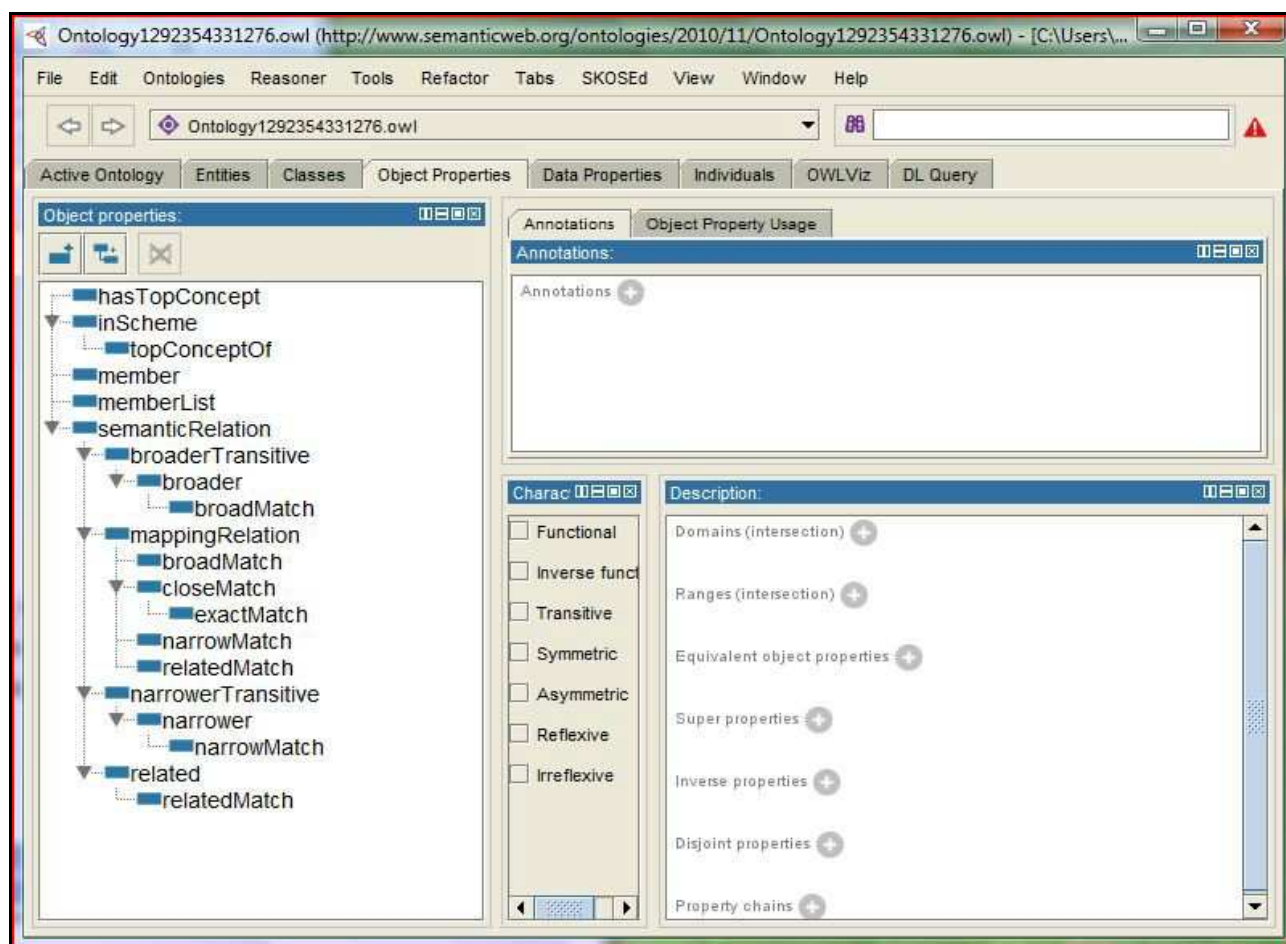 Ontology1292354331276.owl (http://www.semanticweb.org/ontologies/2010/11/Ontology1292354331276.owl) - [C:\Users\...
File Edit Ontologies Reasoner Tools Refactor Tabs SKOSEd View Window Help
Ontology1292354331276.owl
Active Ontology Entities Classes Object Properties Data Properties Individuals OWLViz DL Query
Object properties:
hasTopConcept
inScheme
topConceptOf
member
memberList
semanticRelation
broaderTransitive
broader
broadMatch
mappingRelation
broadMatch
closeMatch
exactMatch
narrowMatch
relatedMatch
narrowerTransitive
narrower
narrowMatch
related
relatedMatch
Annotations Object Property Usage
Annotations:
Annotations
Charac
Functional
Inverse funct
Transitive
Symmetric
Asymmetric
Reflexive
Irreflexive
Description:
Domains (intersection)
Ranges (intersection)
Equivalent object properties
Super properties
Inverse properties
Disjoint properties
Property chains